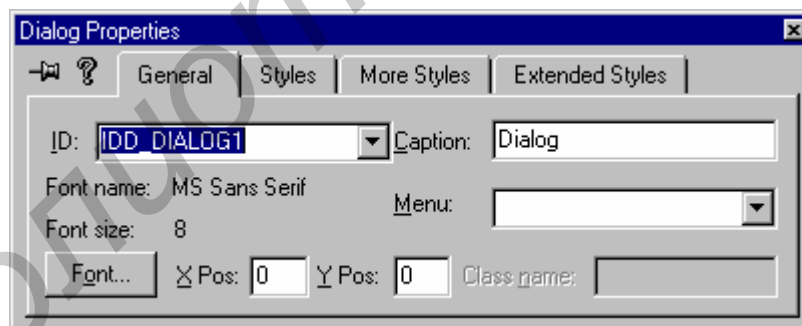 Dialog Properties
General Styles More Styles Extended Styles
ID: IDD_DIALOG1 Caption: Dialog
Font name: MS Sans Serif
Menu:
Font size: 8
Font... X Pos: 0 Y Pos: 0 Class name: